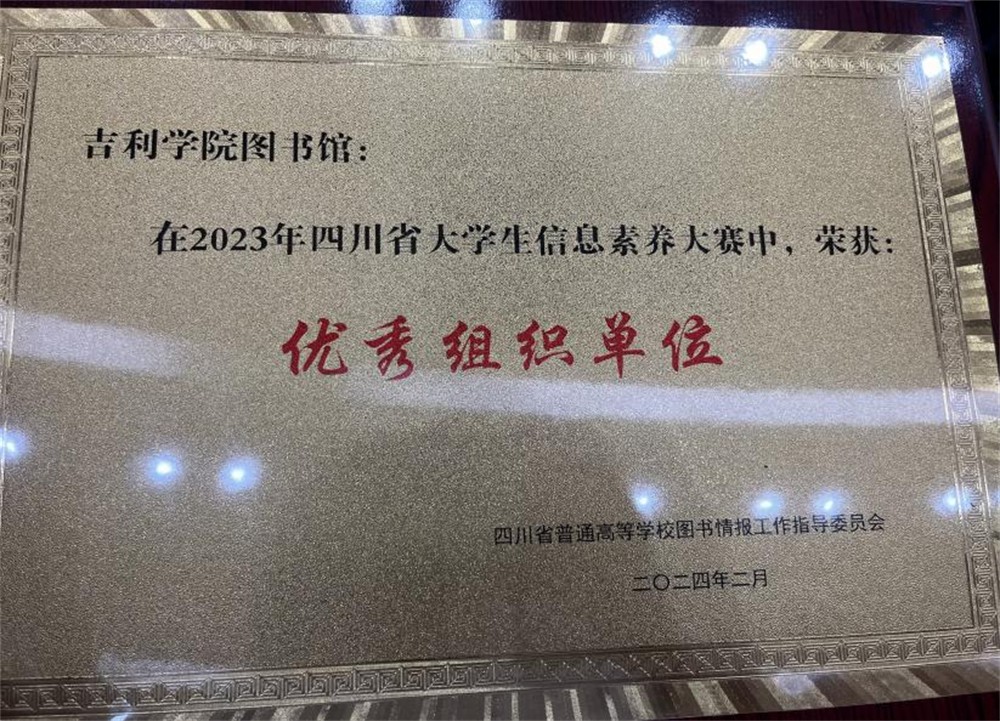 吉利学院图书馆：
在2023年四川省大学生信息素养大赛中，荣获：
优秀组织单位
四川省普通高等学校图书情报工作指导委员会
二〇二四年二月